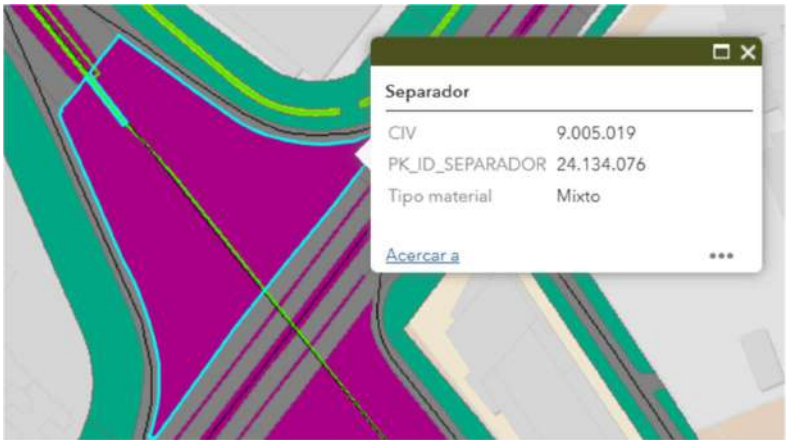 Separador
CIV 9.005.019
PK_ID_SEPARADOR 24.134.076
Tipo material Mixto
Acercar a